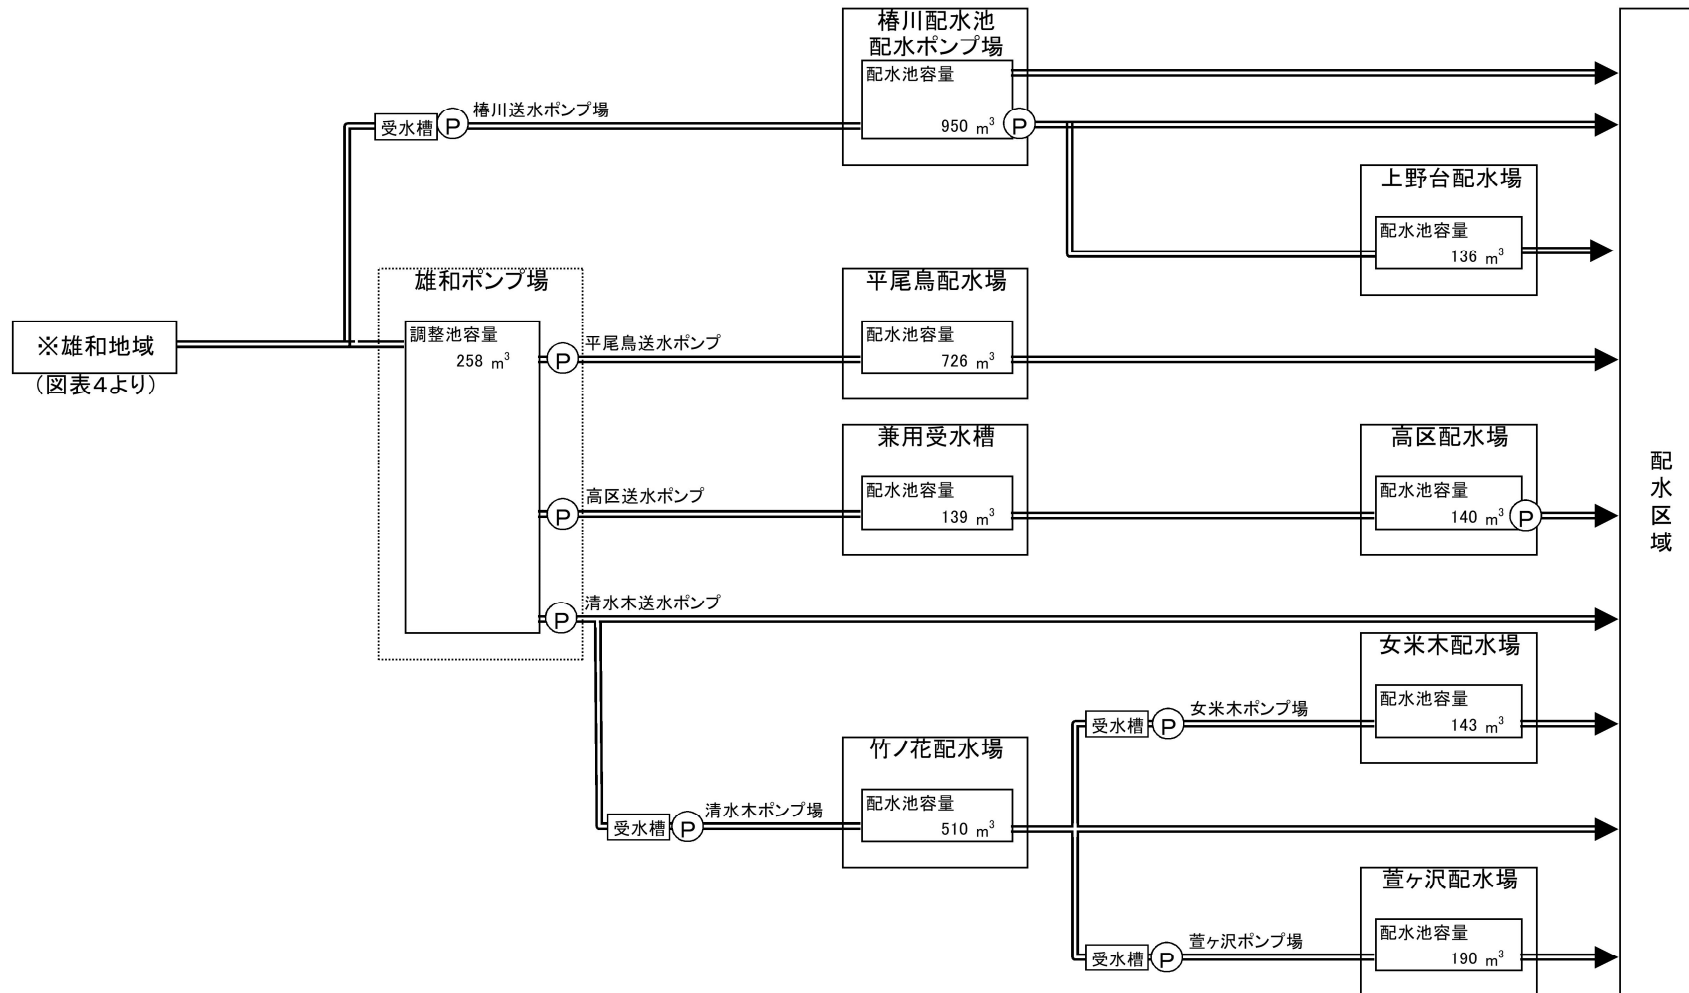 椿川配水池
配水ポンプ場
配水池容量
950 m³
P
受水槽
P
椿川送水ポンプ場
上野台配水場
配水池容量
136 m³
※雄和地域
(図表4より)
雄和ポンプ場
調整池容量
258 m³
P
平尾鳥送水ポンプ
平尾鳥配水場
配水池容量
726 m³
P
高区送水ポンプ
兼用受水槽
配水池容量
139 m³
高区配水場
配水池容量
140 m³
P
配水区域
P
清水木送水ポンプ
女米木配水場
配水池容量
143 m³
受水槽
P
女米木ポンプ場
竹ノ花配水場
配水池容量
510 m³
受水槽
P
清水木ポンプ場
萱ヶ沢配水場
配水池容量
190 m³
受水槽
P
萱ヶ沢ポンプ場